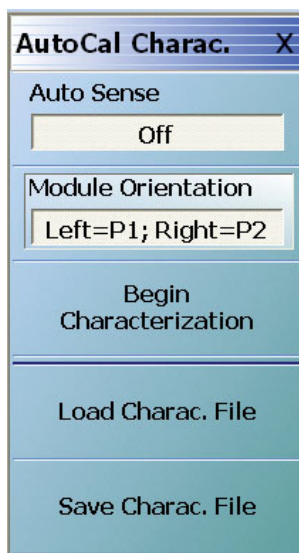 AutoCal Charac. X
Auto Sense
Off
Module Orientation
Left=P1; Right=P2
Begin
Characterization
Load Charac. File
Save Charac. File